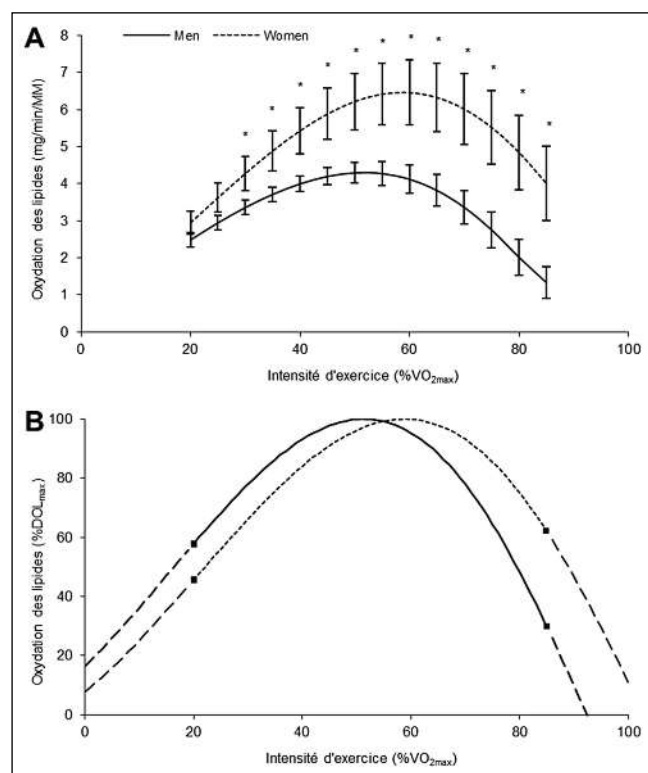 A
Men
Women
8
7
6
5
4
3
2
1
0
Oxydation des lipides (mg/min/MM)
* * * * * * * * * * * *
0 20 40 60 80 100
Intensité d'exercice (%VO2max)
B
100
80
60
40
20
0
Oxydation des lipides (%DOLmax)
0 20 40 60 80 100
Intensité d'exercice (%VO2max)